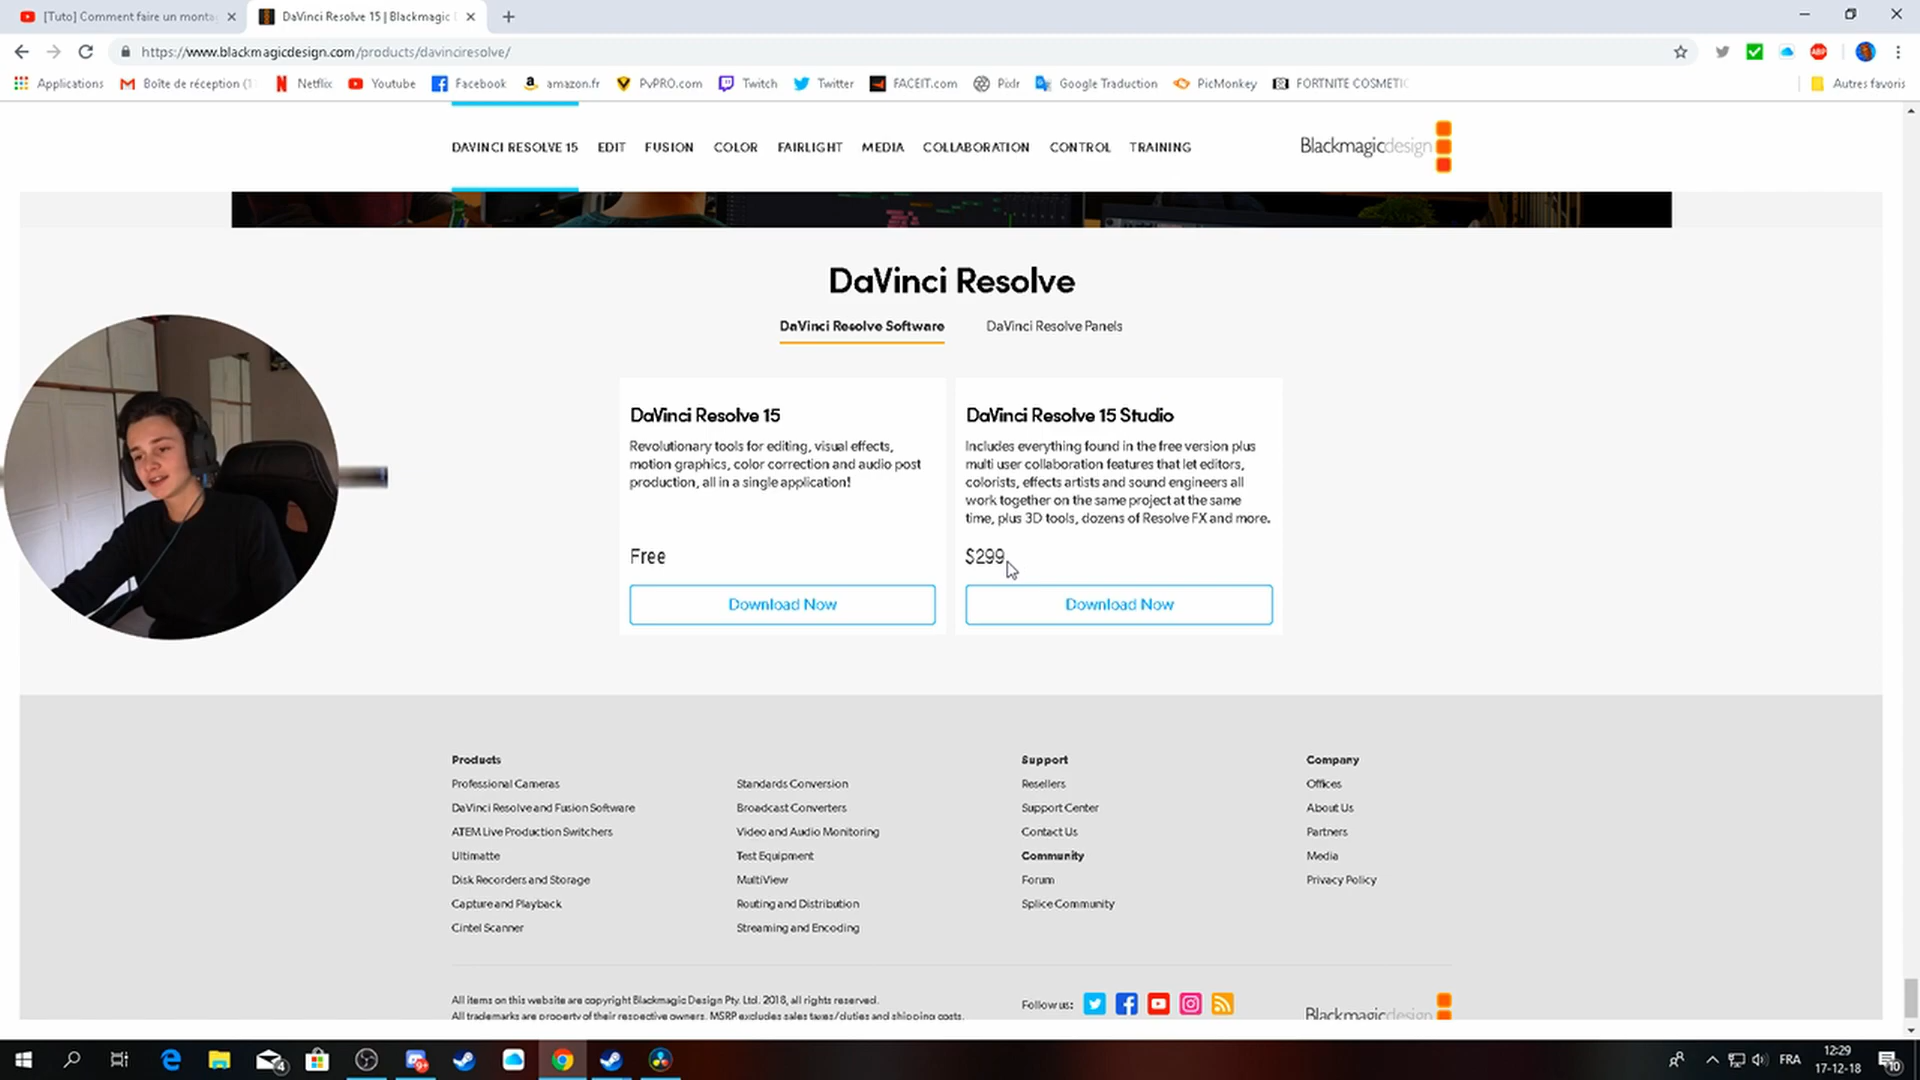 [Tuto] Comment faire un monta
DaVinci Resolve 15 | Blackmagic D
https://www.blackmagicdesign.com/products/davinciresolve/
Applications
Boîte de réception (1
Netflix
Youtube
Facebook
amazon.fr
PvPRO.com
Twitch
Twitter
FACEIT.com
Pixlr
Google Traduction
PicMonkey
FORTNITE COSMETIC
Autres favoris
DAVINCI RESOLVE 15
EDIT
FUSION
COLOR
FAIRLIGHT
MEDIA
COLLABORATION
CONTROL
TRAINING
Blackmagicdesign
DaVinci Resolve
DaVinci Resolve Software
DaVinci Resolve Panels
DaVinci Resolve 15
Revolutionary tools for editing, visual effects,
motion graphics, color correction and audio post
production, all in a single application!
Free
Download Now
DaVinci Resolve 15 Studio
Includes everything found in the free version plus
multi user collaboration features that let editors,
colorists, effects artists and sound engineers all
work together on the same project at the same
time, plus 3D tools, dozens of Resolve FX and more.
$299
Download Now
Products
Professional Cameras
DaVinci Resolve and Fusion Software
ATEM Live Production Switchers
Ultimatte
Disk Recorders and Storage
Capture and Playback
Cintel Scanner
Standards Conversion
Broadcast Converters
Video and Audio Monitoring
Test Equipment
MultiView
Routing and Distribution
Streaming and Encoding
Support
Resellers
Support Center
Contact Us
Community
Forum
Splice Community
Company
Offices
About Us
Partners
Media
Privacy Policy
All items on this website are copyright Blackmagic Design Pty. Ltd. 2018, all rights reserved.
All trademarks are property of their respective owners. MSRP excludes sales taxes/duties and shipping costs.
Follow us:
Blackmagicdesign
ABP
4
9+
FRA
12:29
17-12-18
10